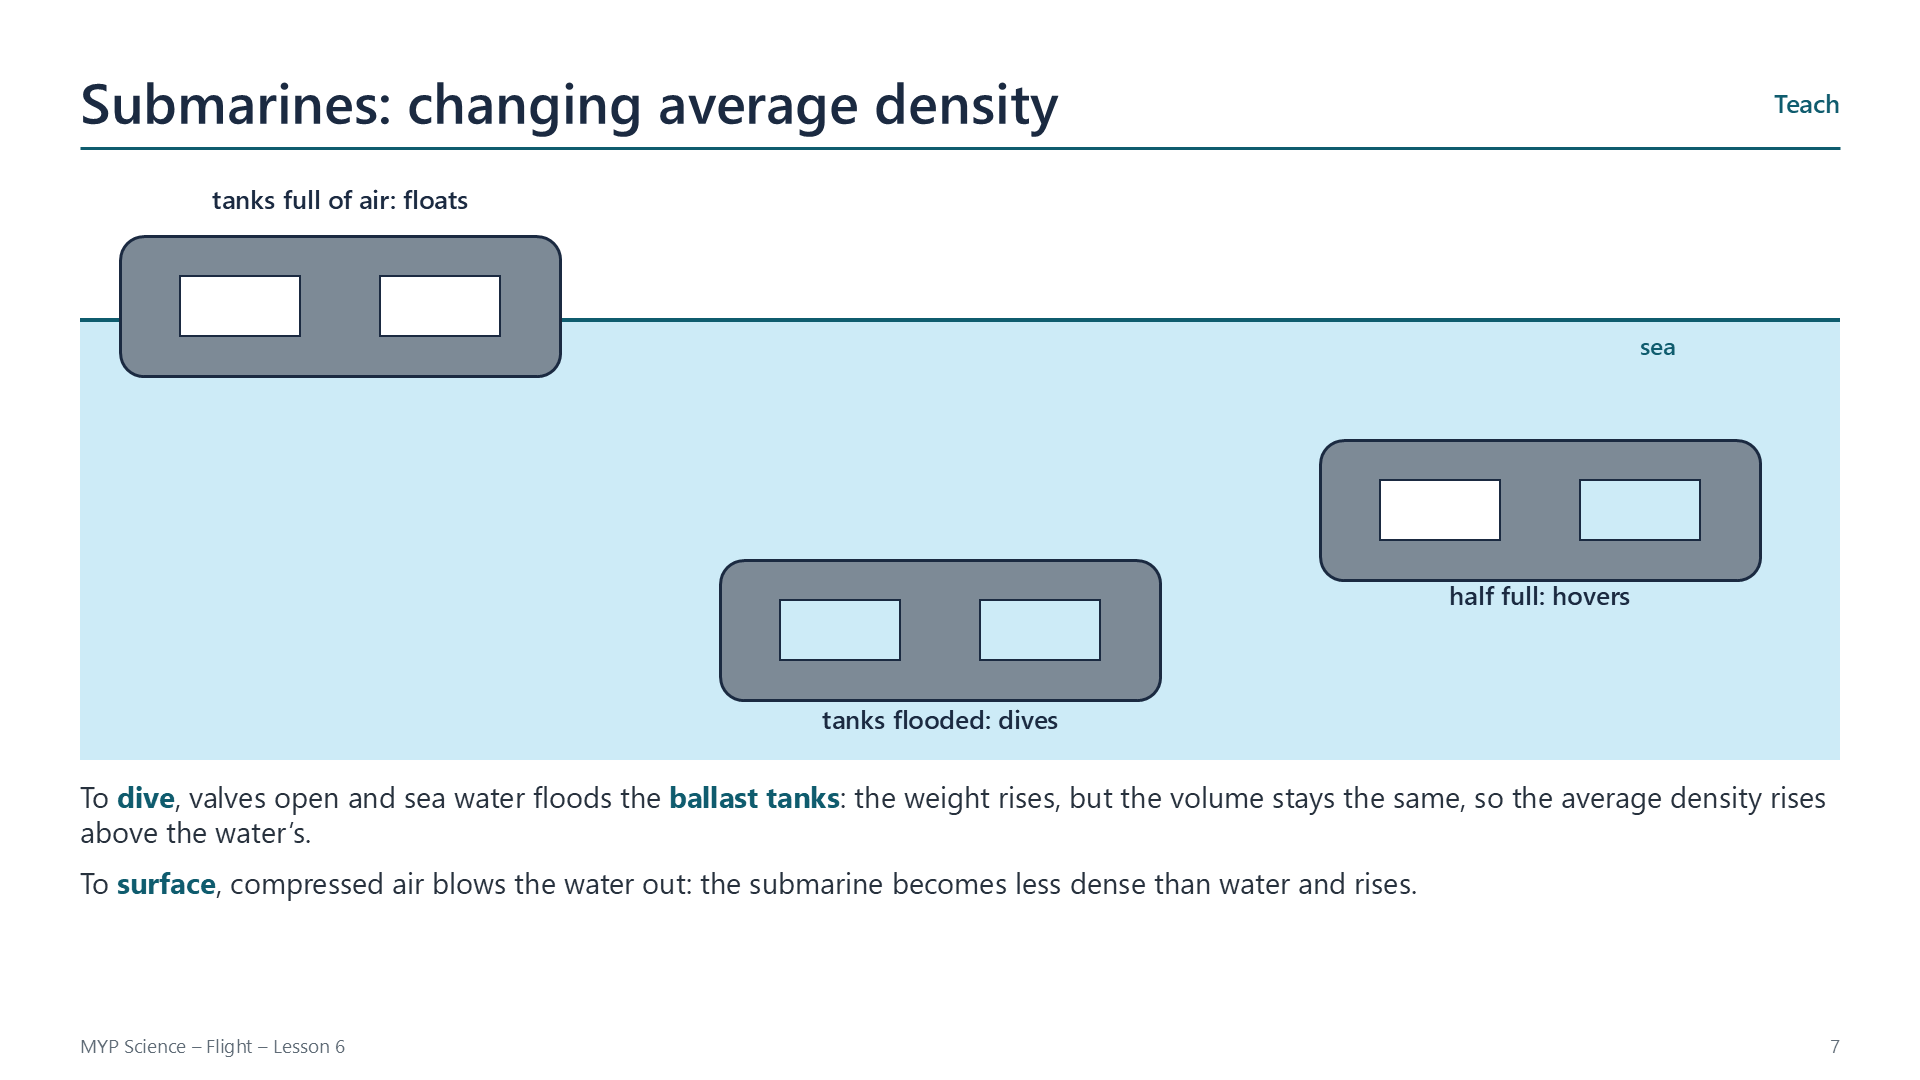 Submarines: changing average density
Teach
tanks full of air: floats
sea
half full: hovers
tanks flooded: dives
To dive, valves open and sea water floods the ballast tanks: the weight rises, but the volume stays the same, so the average density rises
above the water’s.
To surface, compressed air blows the water out: the submarine becomes less dense than water and rises.
MYP Science – Flight – Lesson 6
7